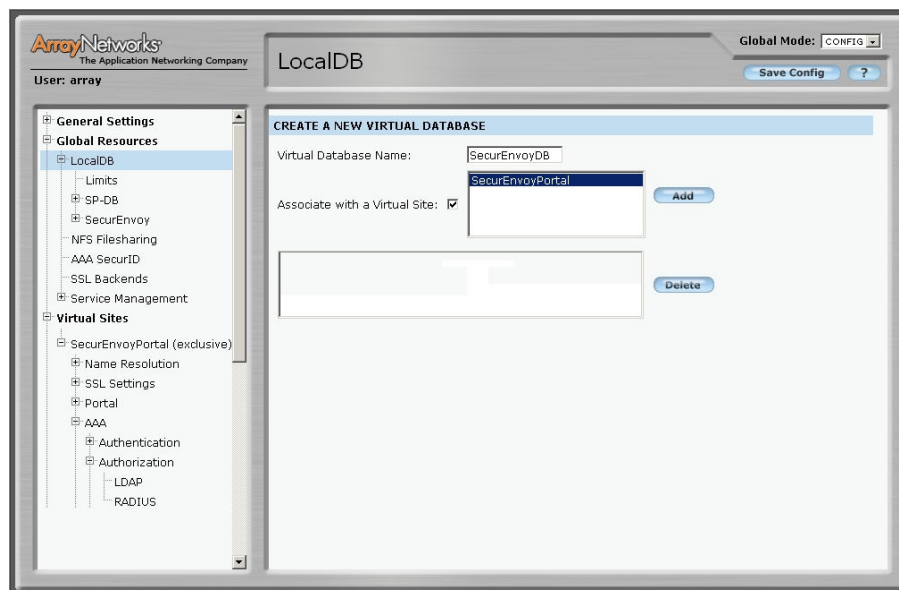 ArrayNetworks
The Application Networking Company
User: array
LocalDB
Global Mode: CONFIG
Save Config ?
General Settings
Global Resources
LocalDB
Limits
SP-DB
SecurEnvoy
NFS Filesharing
AAA SecurID
SSL Backends
Service Management
Virtual Sites
SecurEnvoyPortal (exclusive)
Name Resolution
SSL Settings
Portal
AAA
Authentication
Authorization
LDAP
RADIUS
CREATE A NEW VIRTUAL DATABASE
Virtual Database Name: SecurEnvoyDB
Associate with a Virtual Site: SecurEnvoyPortal
Add
Delete